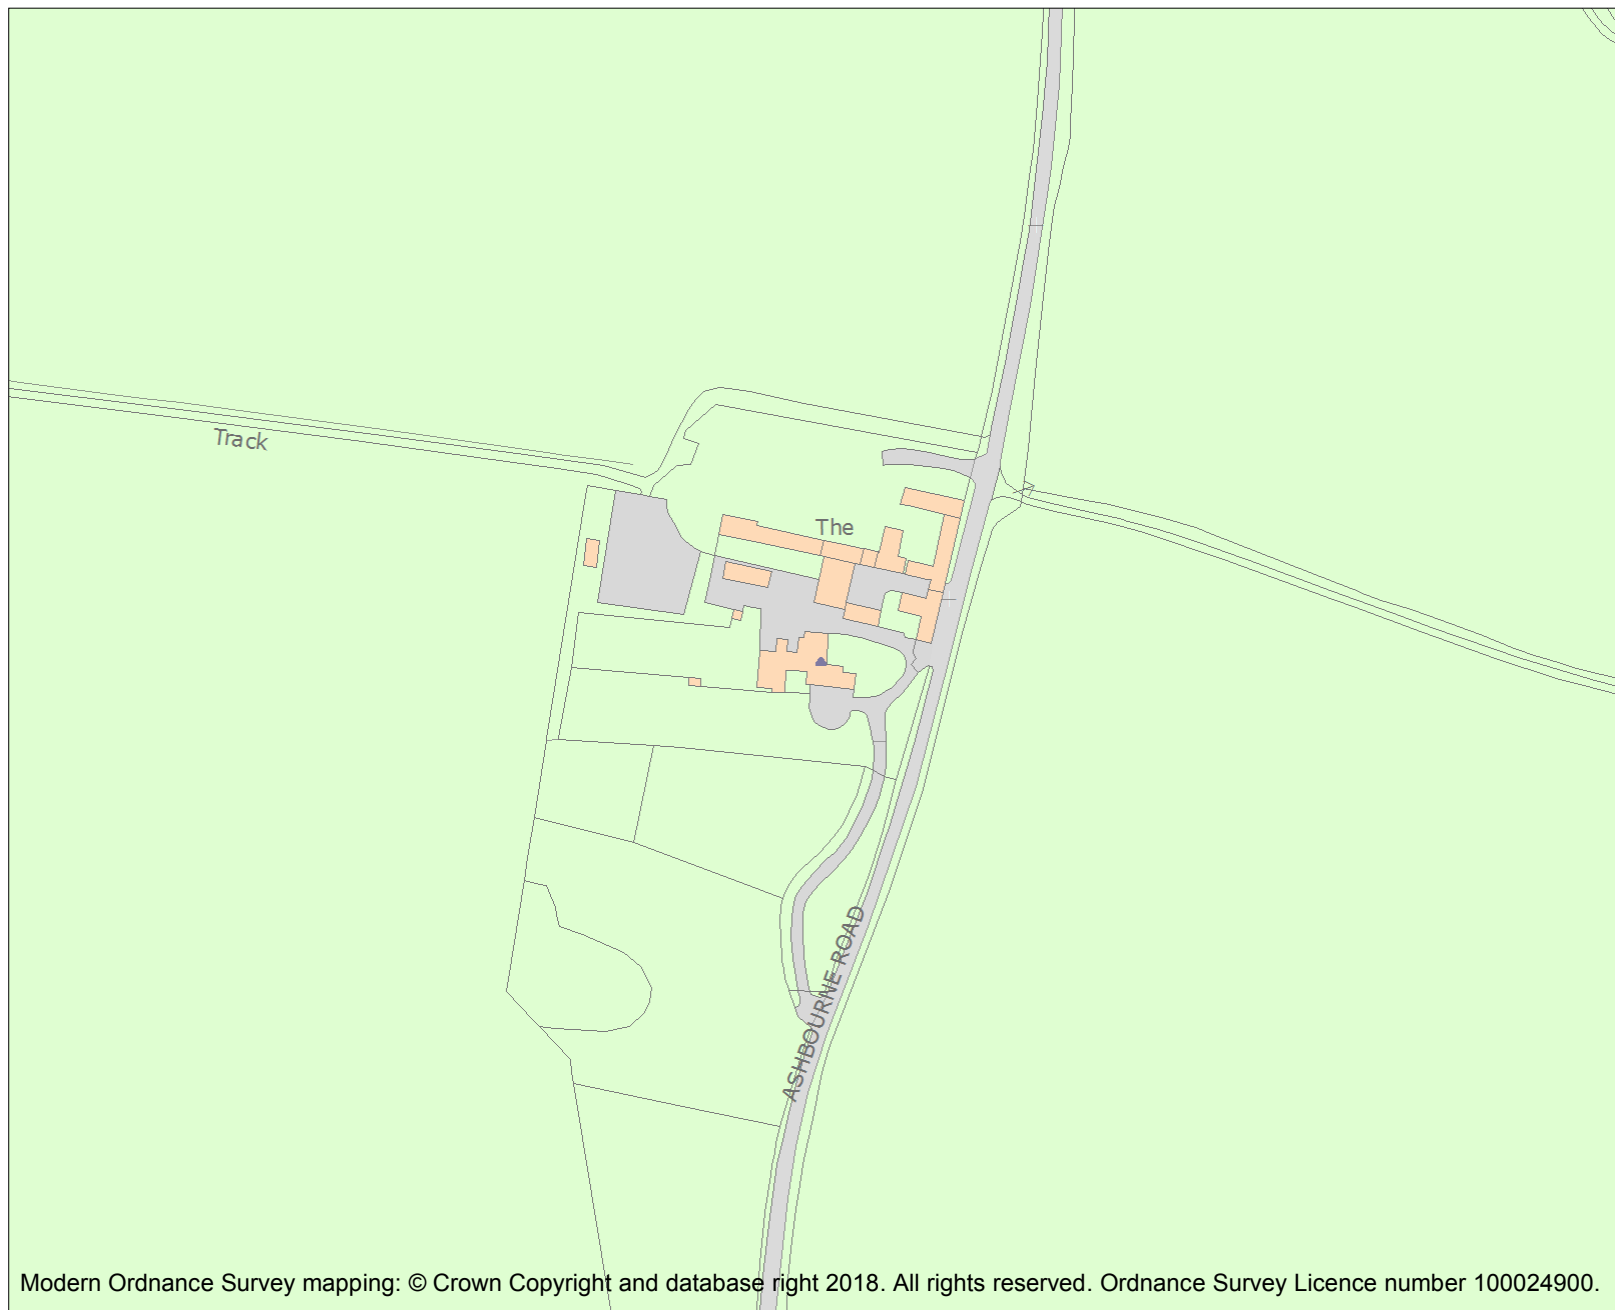 Track
The
ASHBOURNE ROAD
Modern Ordnance Survey mapping: © Crown Copyright and database right 2018. All rights reserved. Ordnance Survey Licence number 100024900.